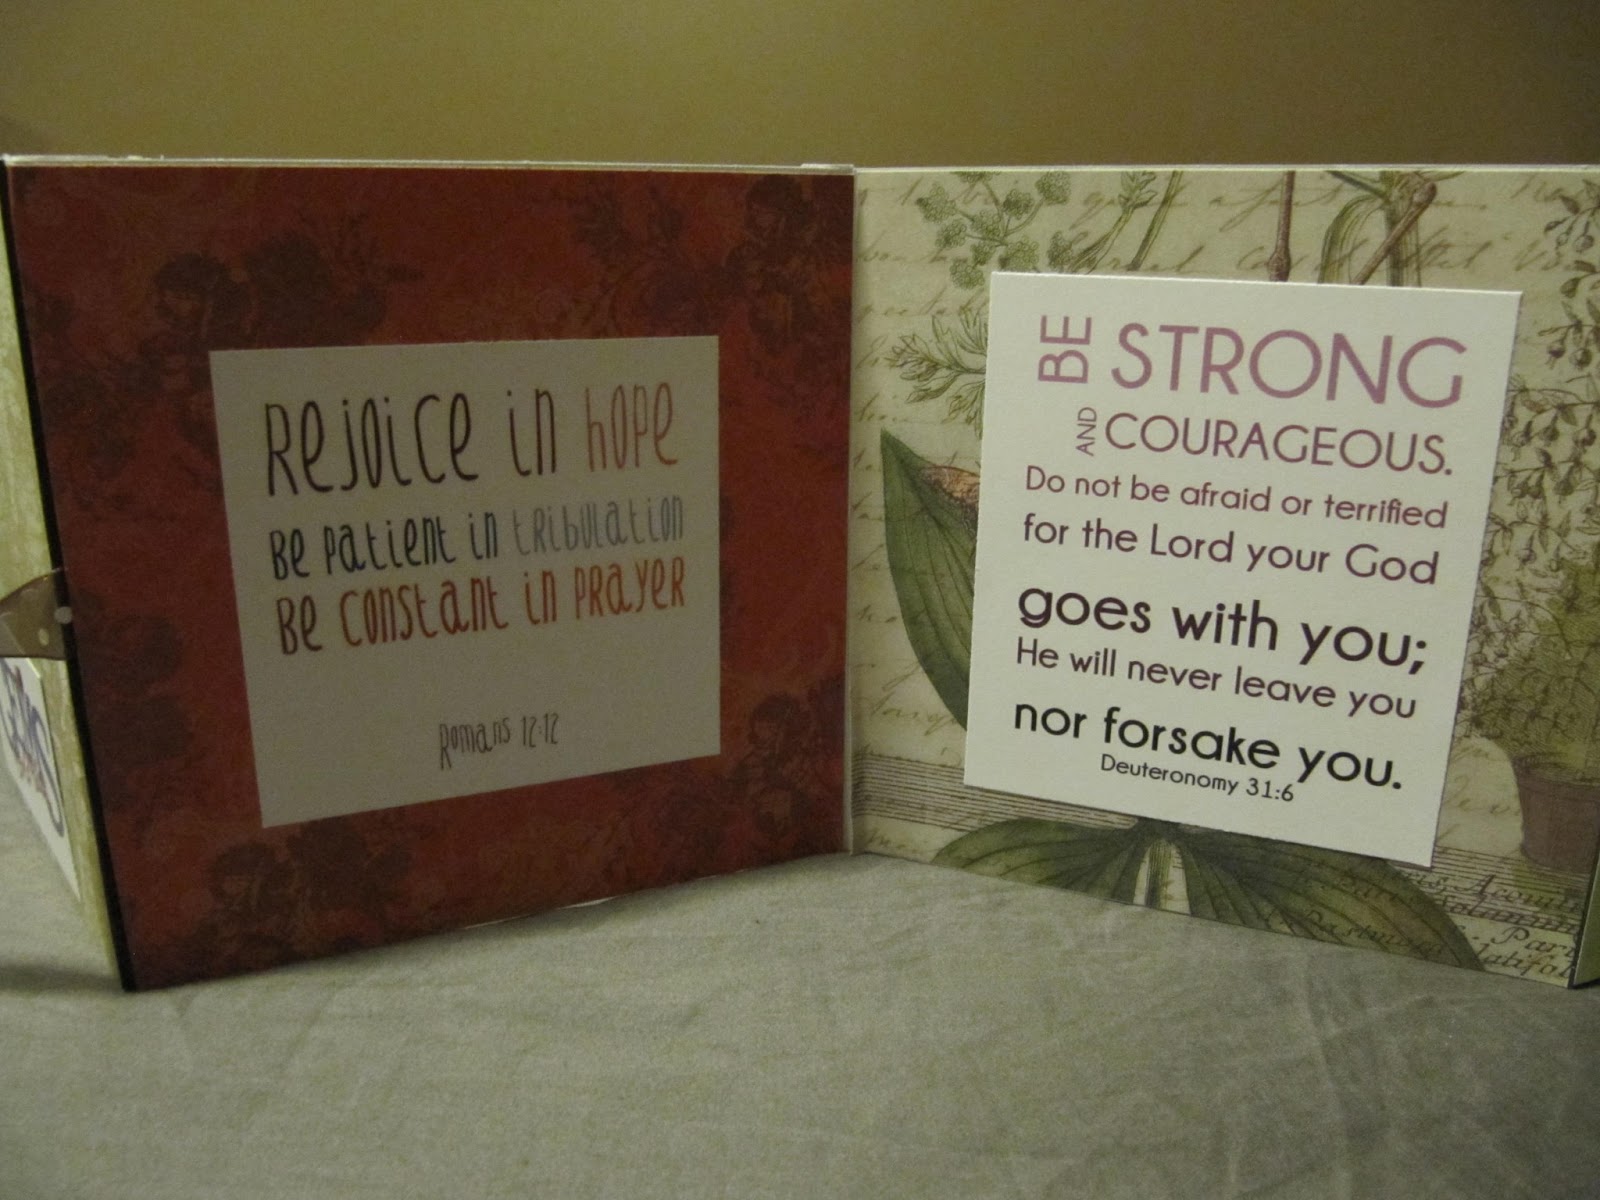 Rejoice in hope
Be patient in tribulation
Be constant in prayer
Romans 12:12
BE STRONG
AND COURAGEOUS.
Do not be afraid or terrified
for the Lord your God
goes with you;
He will never leave you
nor forsake you.
Deuteronomy 31:6